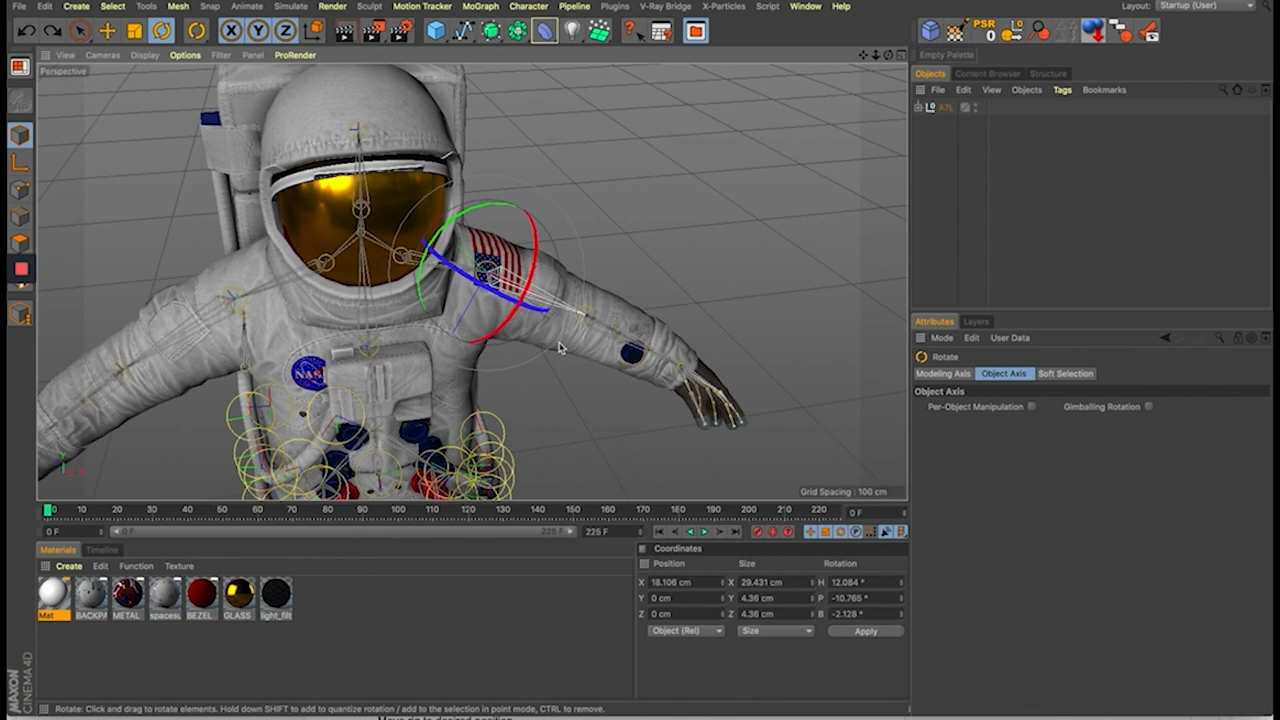 File Edit Create Select Tools Mesh Snap Animate Simulate Render Sculpt Motion Tracker MoGraph Character Pipeline Plugins V-Ray Bridge X-Particles Script Window Help Layout: Startup (User)
X Y Z PSR 0
View Cameras Display Options Filter Panel ProRender
Empty Palette
Perspective
Objects Content Browser Structure
File Edit View Objects Tags Bookmarks
A7L
NASA
Attributes Layers
Mode Edit User Data
Rotate
Modeling Axis Object Axis Soft Selection
Object Axis
Per-Object Manipulation Gimballing Rotation
Grid Spacing : 100 cm
0 10 20 30 40 50 60 70 80 90 100 110 120 130 140 150 160 170 180 190 200 210 220 0 F
0 F 0 F 225 F 225 F
Materials Timeline
Create Edit Function Texture
Mat BACKPA METAL spacesu BEZEL GLASS light_filt
Coordinates
Position Size Rotation
X 18.106 cm X 29.431 cm H 12.084 °
Y 0 cm Y 4.36 cm P -10.765 °
Z 0 cm Z 4.36 cm B -2.128 °
Object (Rel) Size Apply
MAXON CINEMA 4D
Rotate: Click and drag to rotate elements. Hold down SHIFT to add to quantize rotation / add to the selection in point mode, CTRL to remove.